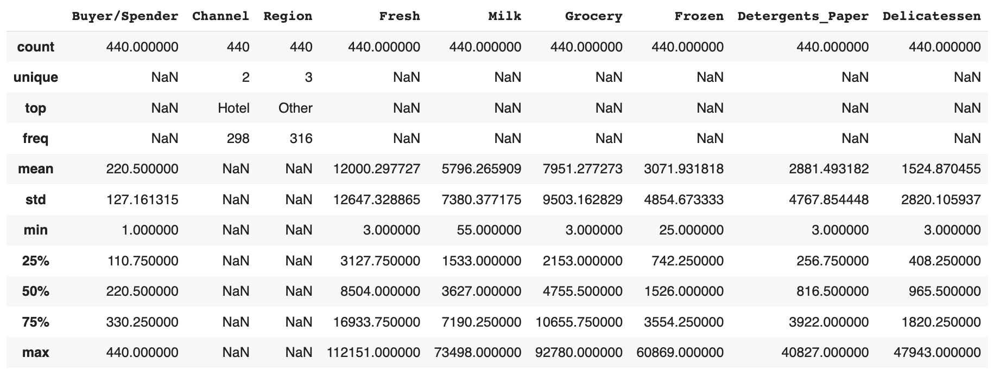 Buyer/Spender Channel Region Fresh Milk Grocery Frozen Detergents_Paper Delicatessen
count 440.000000 440 440 440.000000 440.000000 440.000000 440.000000 440.000000 440.000000
unique NaN 2 3 NaN NaN NaN NaN NaN NaN
top NaN Hotel Other NaN NaN NaN NaN NaN NaN
freq NaN 298 316 NaN NaN NaN NaN NaN NaN
mean 220.500000 NaN NaN 12000.297727 5796.265909 7951.277273 3071.931818 2881.493182 1524.870455
std 127.161315 NaN NaN 12647.328865 7380.377175 9503.162829 4854.673333 4767.854448 2820.105937
min 1.000000 NaN NaN 3.000000 55.000000 3.000000 25.000000 3.000000 3.000000
25% 110.750000 NaN NaN 3127.750000 1533.000000 2153.000000 742.250000 256.750000 408.250000
50% 220.500000 NaN NaN 8504.000000 3627.000000 4755.500000 1526.000000 816.500000 965.500000
75% 330.250000 NaN NaN 16933.750000 7190.250000 10655.750000 3554.250000 3922.000000 1820.250000
max 440.000000 NaN NaN 112151.000000 73498.000000 92780.000000 60869.000000 40827.000000 47943.000000